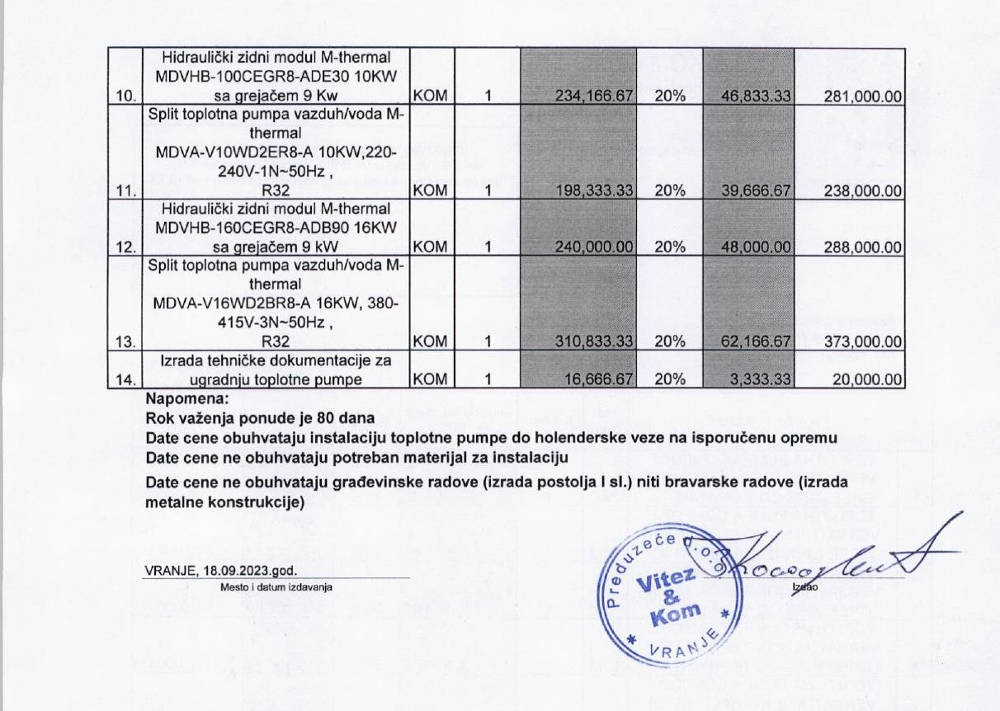 Hidraulički zidni modul M-thermal
MDVHB-100CEGR8-ADE30 10KW
10. sa grejačem 9 Kw KOM 1 234,166.67 20% 46,833.33 281,000.00
Split toplotna pumpa vazduh/voda M-
thermal
MDVA-V10WD2ER8-A 10KW,220-
240V-1N~50Hz ,
11. R32 KOM 1 198,333.33 20% 39,666.67 238,000.00
Hidraulički zidni modul M-thermal
MDVHB-160CEGR8-ADB90 16KW
12. sa grejačem 9 kW KOM 1 240,000.00 20% 48,000.00 288,000.00
Split toplotna pumpa vazduh/voda M-
thermal
MDVA-V16WD2BR8-A 16KW, 380-
415V-3N~50Hz ,
13. R32 KOM 1 310,833.33 20% 62,166.67 373,000.00
Izrada tehničke dokumentacije za
14. ugradnju toplotne pumpe KOM 1 16,666.67 20% 3,333.33 20,000.00
Napomena:
Rok važenja ponude je 80 dana
Date cene obuhvataju instalaciju toplotne pumpe do holenderske veze na isporučenu opremu
Date cene ne obuhvataju potreban materijal za instalaciju
Date cene ne obuhvataju građevinske radove (izrada postolja I sl.) niti bravarske radove (izrada
metalne konstrukcije)
VRANJE, 18.09.2023.god.
Mesto i datum izdavanja
Izdao
Preduzeće d.o.o
Vitez
&
Kom
VRANJE